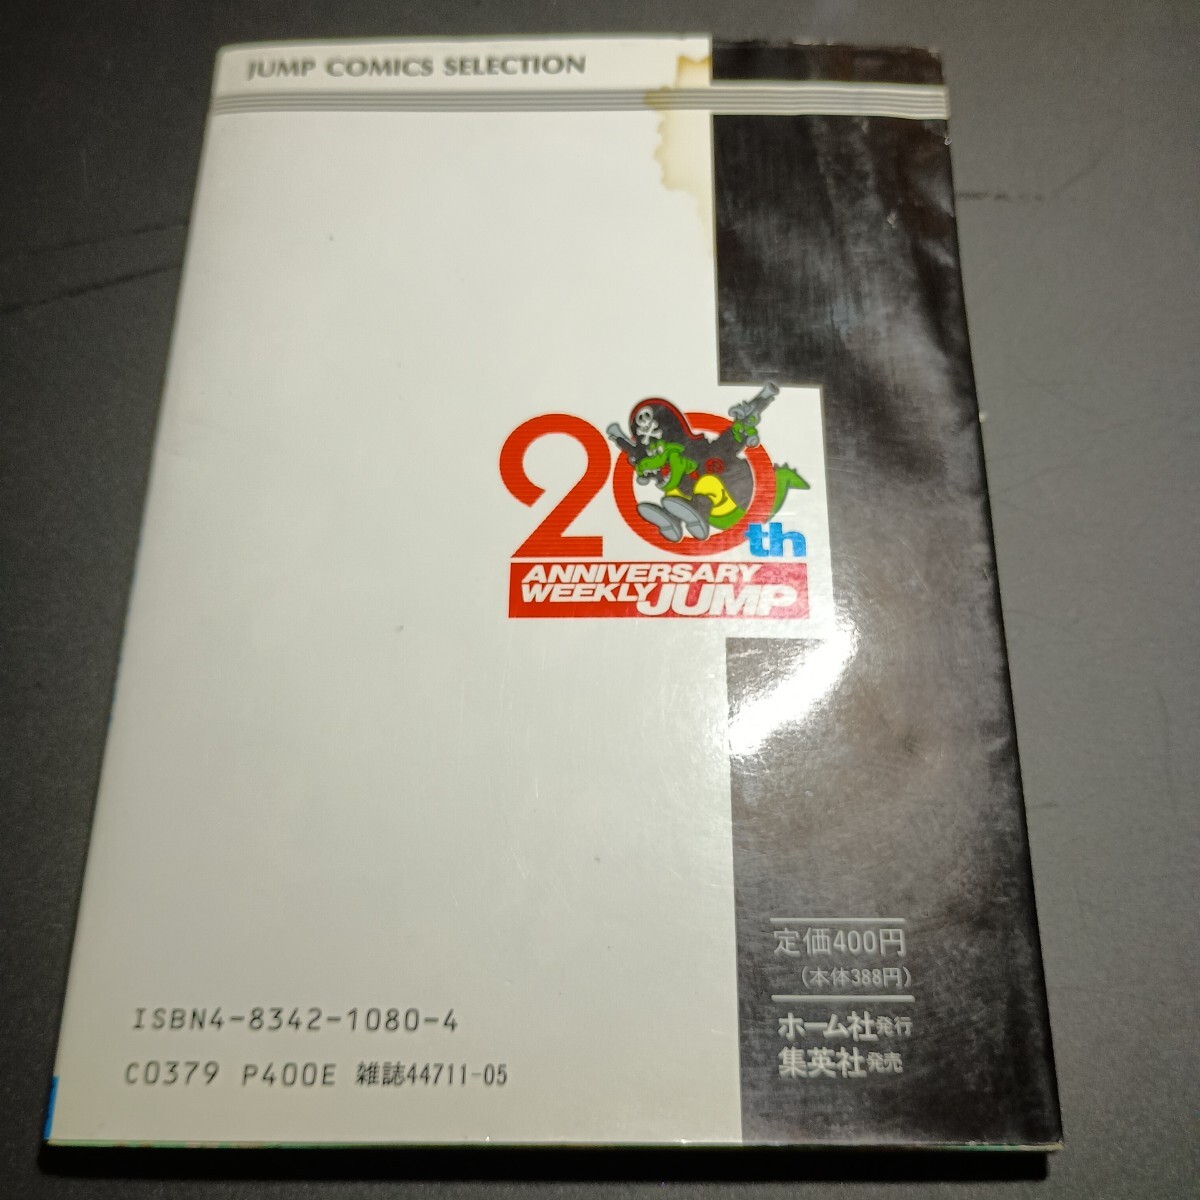 JUMP COMICS SELECTION
20th
ANNIVERSARY
WEEKLY JUMP
定価400円
(本体388円)
ホーム社発行
集英社発売
ISBN4-8342-1080-4
C0379 P400E 雑誌44711-05